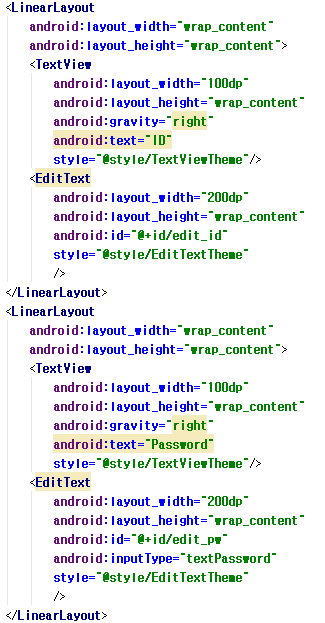 <LinearLayout
    android:layout_width="wrap_content"
    android:layout_height="wrap_content">
    <TextView
        android:layout_width="100dp"
        android:layout_height="wrap_content"
        android:gravity="right"
        android:text="ID"
        style="@style/TextViewTheme"/>
    <EditText
        android:layout_width="200dp"
        android:layout_height="wrap_content"
        android:id="@+id/edit_id"
        style="@style/EditTextTheme"
        />
</LinearLayout>
<LinearLayout
    android:layout_width="wrap_content"
    android:layout_height="wrap_content">
    <TextView
        android:layout_width="100dp"
        android:layout_height="wrap_content"
        android:gravity="right"
        android:text="Password"
        style="@style/TextViewTheme"/>
    <EditText
        android:layout_width="200dp"
        android:layout_height="wrap_content"
        android:id="@+id/edit_pw"
        android:inputType="textPassword"
        style="@style/EditTextTheme"
        />
</LinearLayout>